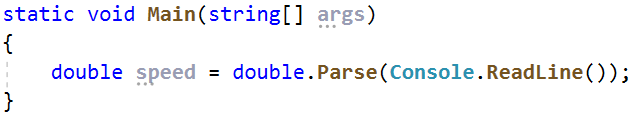 static void Main(string[] args)
{
    double speed = double.Parse(Console.ReadLine());
}